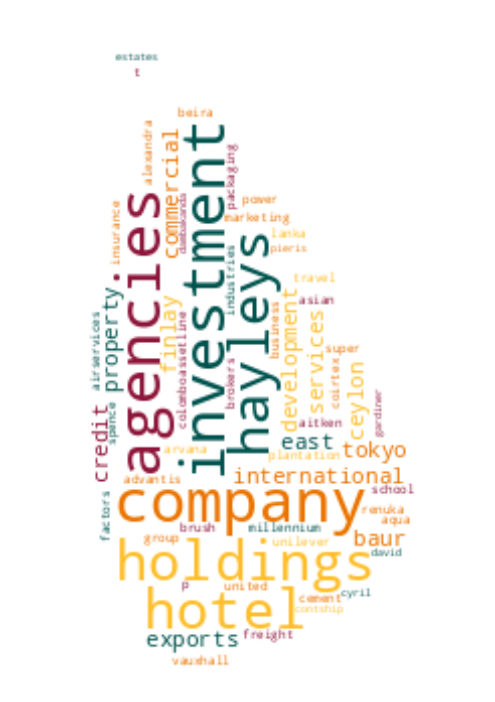 estates
t
beira
alexandra
commercial
investment
packaging
agencies
dambakanda
power
marketing
insurance
lanka
hayleys
pieris
industries
travel
property
asian
development
airservices
finlay
colomboassetline
services
business
super
brokers
coirtex
ceylon
gardiner
credit
spence
aitken
east
tokyo
arvana
plantation
international
advantis
school
factors
company
renuka
aqua
brush
millennium
group
unilever
baur
david
holdings
p
united
cyril
hotel
cement
contship
exports
freight
vauxhall